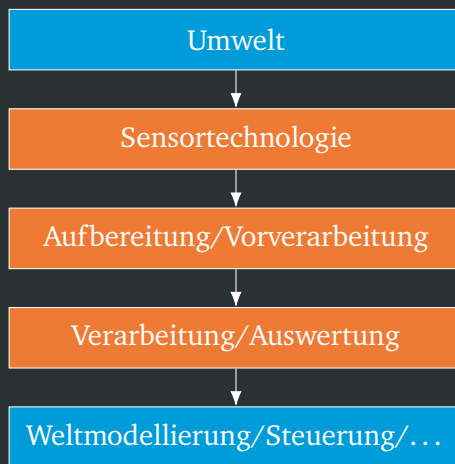 Umwelt
Sensortechnologie
Aufbereitung/Vorverarbeitung
Verarbeitung/Auswertung
Weltmodellierung/Steuerung/...